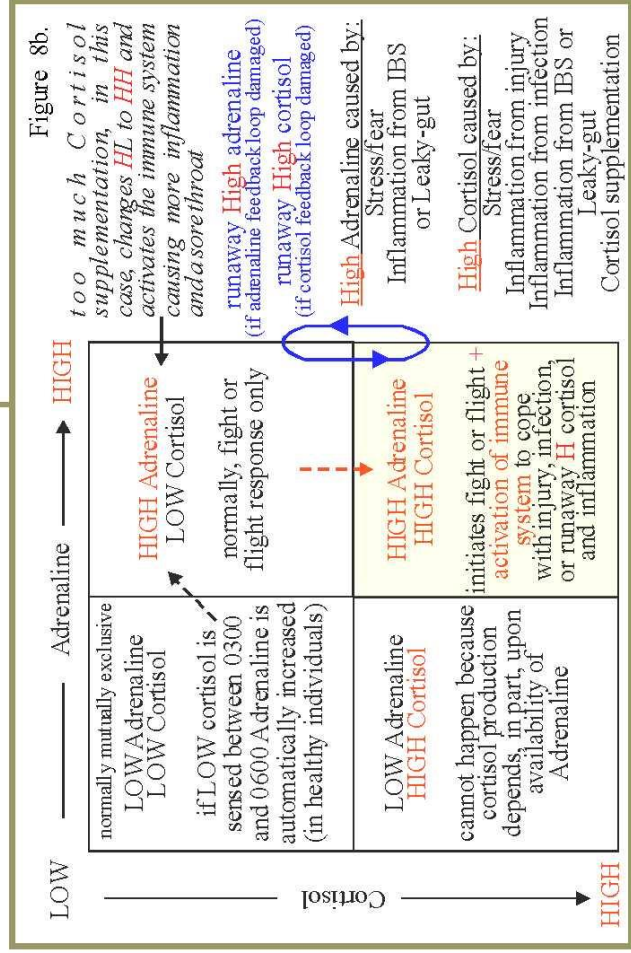 Figure 8b.
LOW
Adrenaline
HIGH
too much Cortisol
supplementation, in this
case, changes HL to HH and
activates the immune system
causing more inflammation
and a sore throat
normally mutually exclusive
LOW Adrenaline
LOW Cortisol
if LOW cortisol is
sensed between 0300
and 0600 Adrenaline is
automatically increased
(in healthy individuals)
HIGH Adrenaline
LOW Cortisol
normally, fight or
flight response only
runaway High adrenaline
(if adrenaline feedback loop damaged)
runaway High cortisol
(if cortisol feedback loop damaged)
Cortisol
LOW Adrenaline
HIGH Cortisol
cannot happen because
cortisol production
depends, in part, upon
availability of
Adrenaline
HIGH Adrenaline
HIGH Cortisol
initiates fight or flight +
activation of immune
system to cope
with injury, infection,
or runaway H cortisol
and inflammation
High Adrenaline caused by:
Stress/fear
Inflammation from IBS
or Leaky-gut
High Cortisol caused by:
Stress/fear
Inflammation from injury
Inflammation from infection
Inflammation from IBS or
Leaky-gut
Cortisol supplementation
HIGH